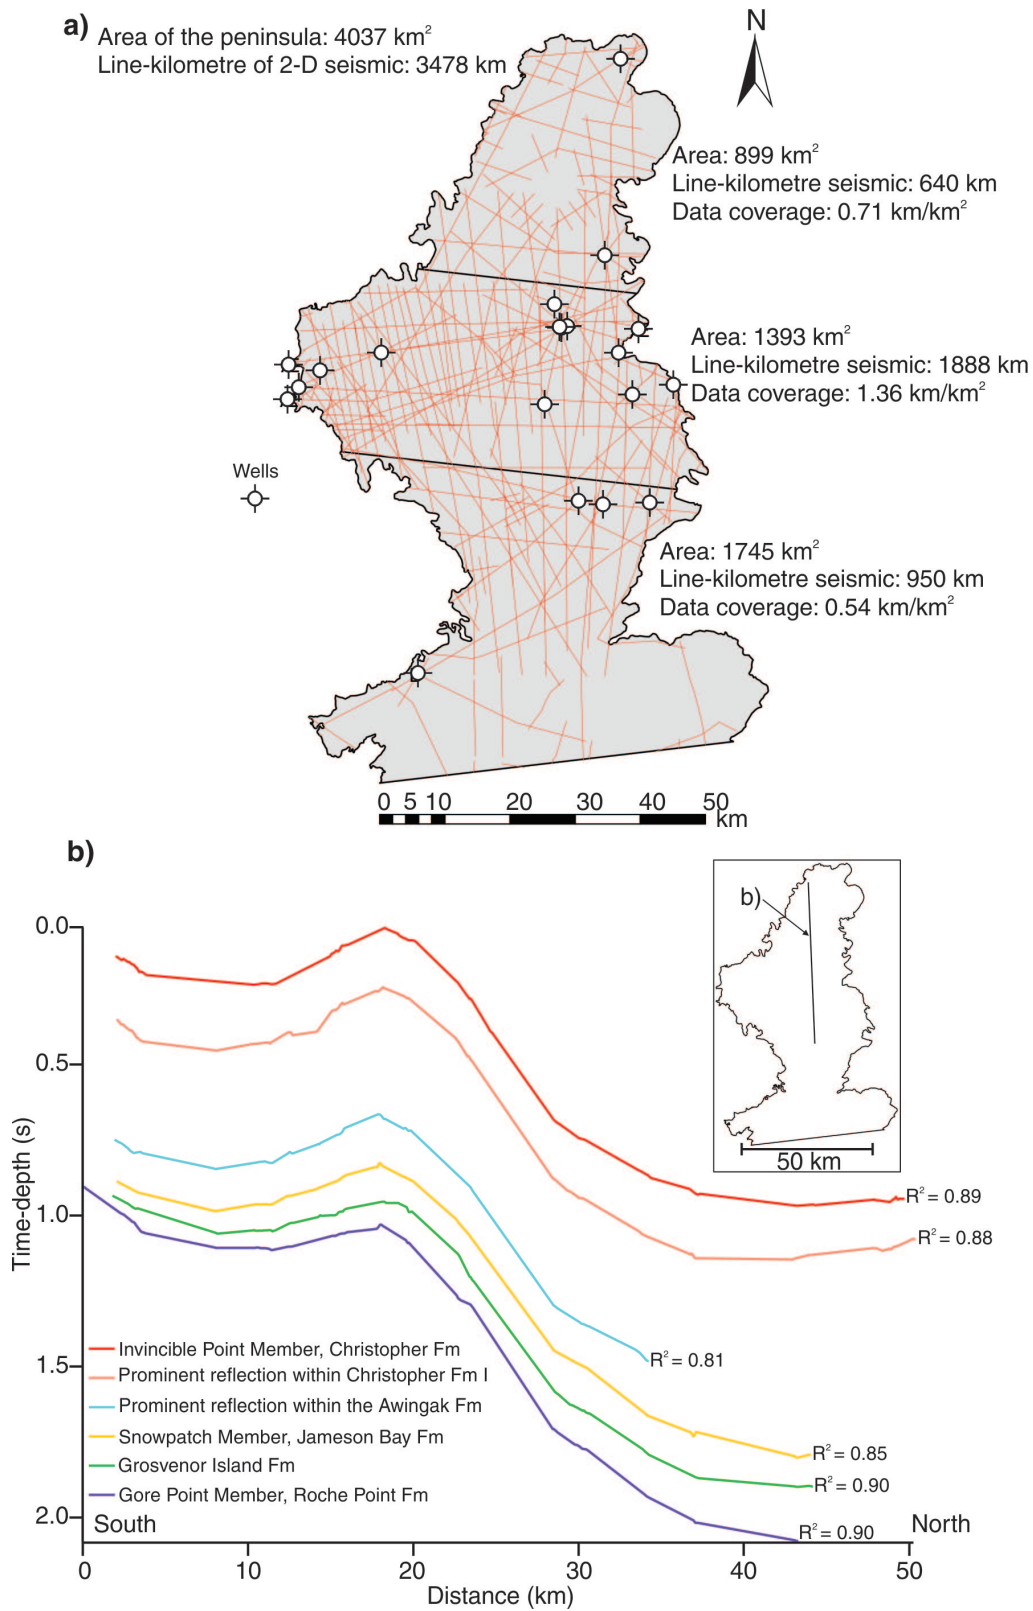 a)
Area of the peninsula: 4037 km²
Line-kilometre of 2-D seismic: 3478 km
N
Area: 899 km²
Line-kilometre seismic: 640 km
Data coverage: 0.71 km/km²
Area: 1393 km²
Line-kilometre seismic: 1888 km
Data coverage: 1.36 km/km²
Wells
Area: 1745 km²
Line-kilometre seismic: 950 km
Data coverage: 0.54 km/km²
0 5 10 20 30 40 50
km
b)
b)
50 km
0.0
0.5
1.0
1.5
2.0
Time-depth (s)
R² = 0.89
R² = 0.88
R² = 0.81
R² = 0.85
R² = 0.90
R² = 0.90
Invincible Point Member, Christopher Fm
Prominent reflection within Christopher Fm I
Prominent reflection within the Awingak Fm
Snowpatch Member, Jameson Bay Fm
Grosvenor Island Fm
Gore Point Member, Roche Point Fm
South
North
0 10 20 30 40 50
Distance (km)